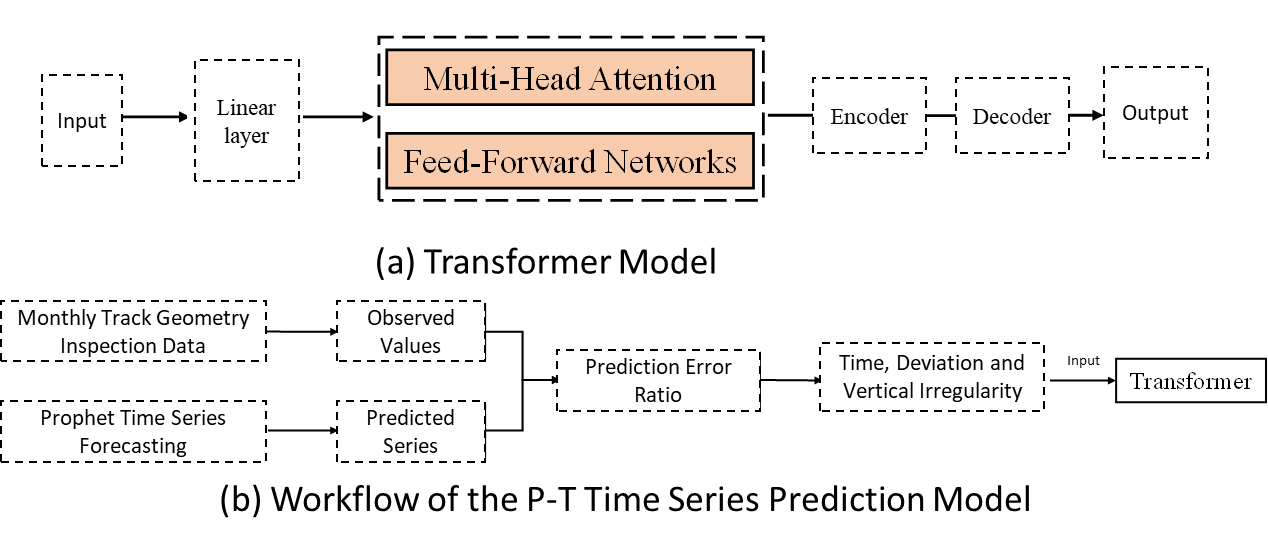 Input
Linear
layer
Multi-Head Attention
Feed-Forward Networks
Encoder
Decoder
Output
(a) Transformer Model
Monthly Track Geometry
Inspection Data
Observed
Values
Prophet Time Series
Forecasting
Predicted
Series
Prediction Error
Ratio
Time, Deviation and
Vertical Irregularity
Input
Transformer
(b) Workflow of the P-T Time Series Prediction Model